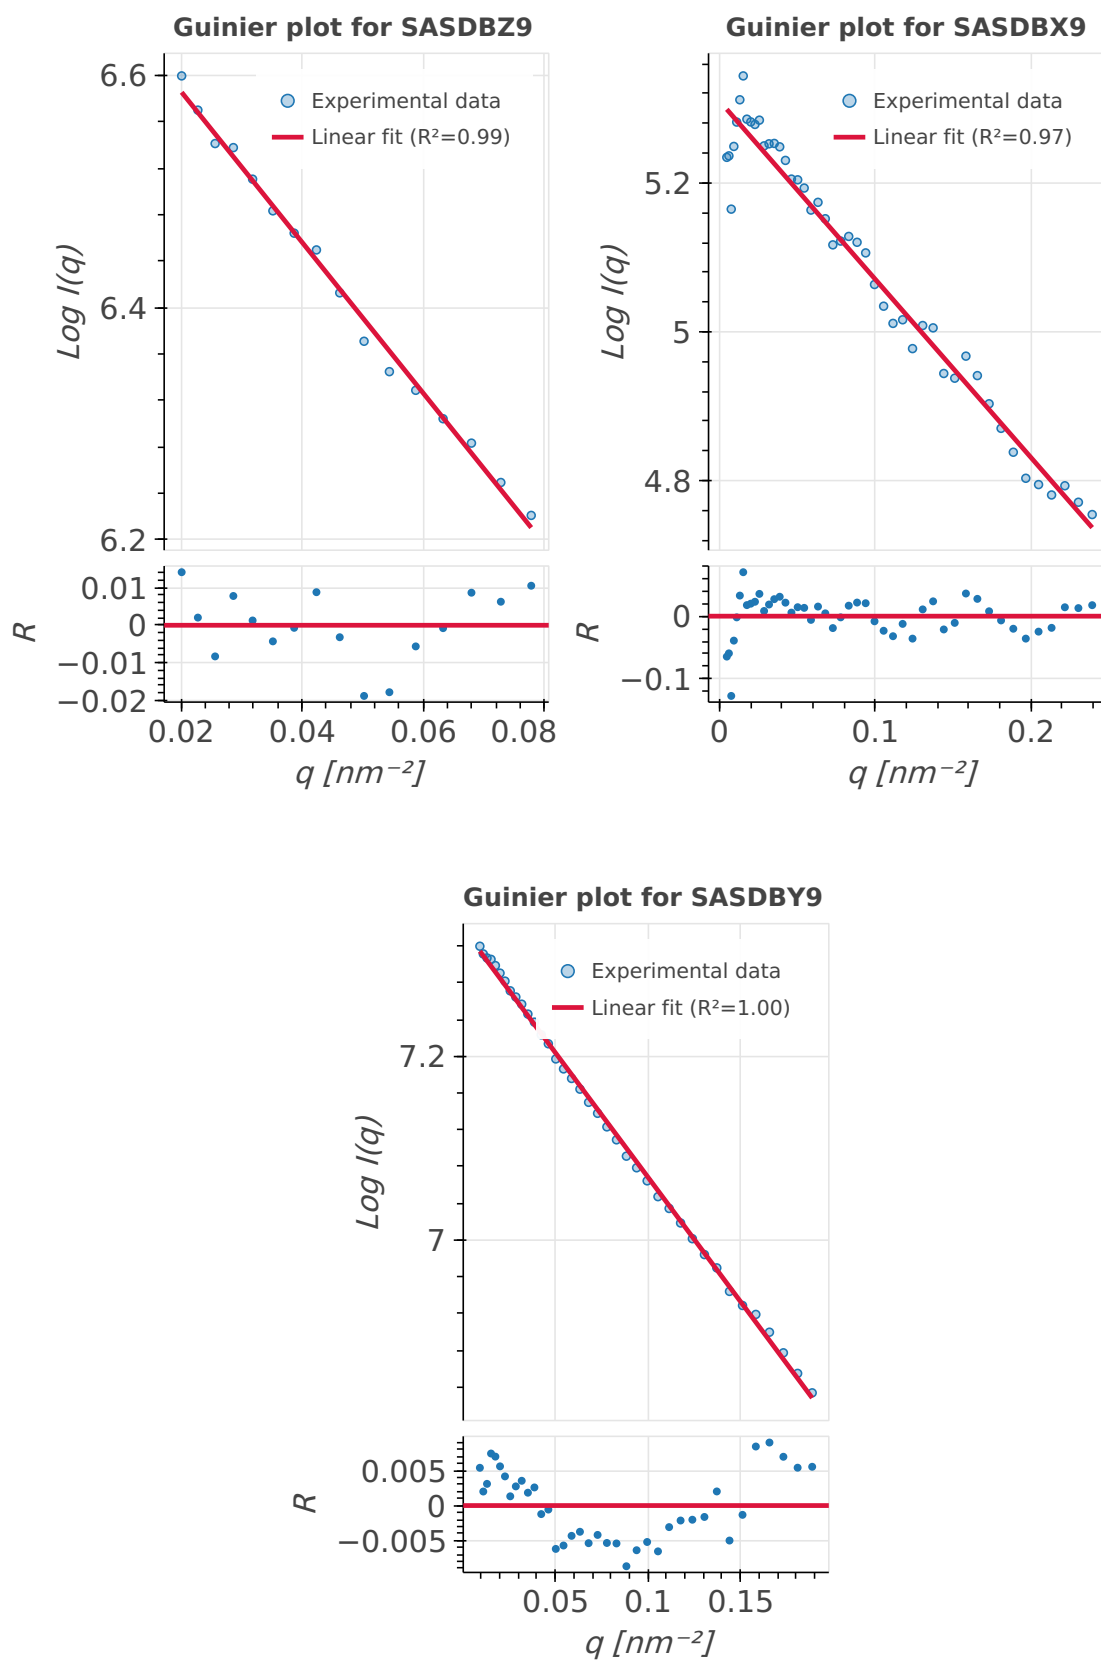 Guinier plot for SASDBZ9
Experimental data
Linear fit (R²=0.99)
Log I(q)
6.6
6.4
6.2
R
0.01
0
−0.01
−0.02
0.02 0.04 0.06 0.08
q [nm⁻²]
Guinier plot for SASDBX9
Experimental data
Linear fit (R²=0.97)
Log I(q)
5.2
5
4.8
R
0
−0.1
0 0.1 0.2
q [nm⁻²]
Guinier plot for SASDBY9
Experimental data
Linear fit (R²=1.00)
Log I(q)
7.2
7
R
0.005
0
−0.005
0.05 0.1 0.15
q [nm⁻²]